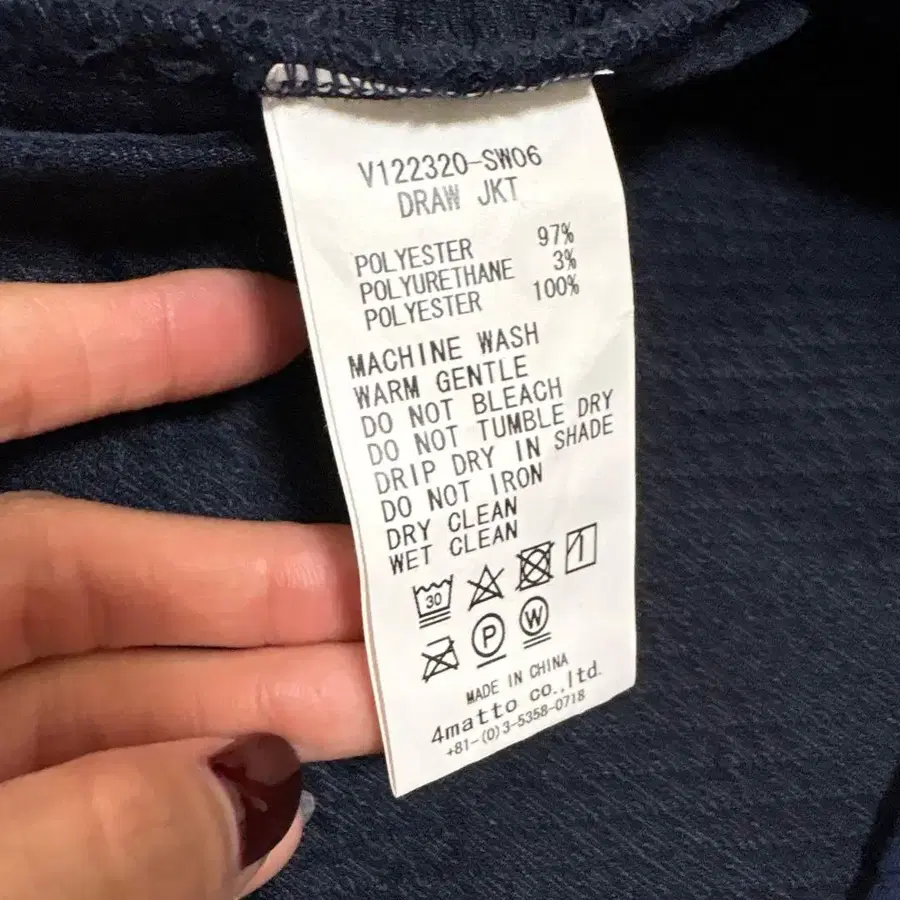 V122320-SW06
DRAW JKT
POLYESTER 97%
POLYURETHANE 3%
POLYESTER 100%
MACHINE WASH
WARM GENTLE
DO NOT BLEACH
DO NOT TUMBLE DRY
DRIP DRY IN SHADE
DO NOT IRON
DRY CLEAN
WET CLEAN
30
P W
MADE IN CHINA
4matto co.,ltd.
+81-(0)3-5358-0718